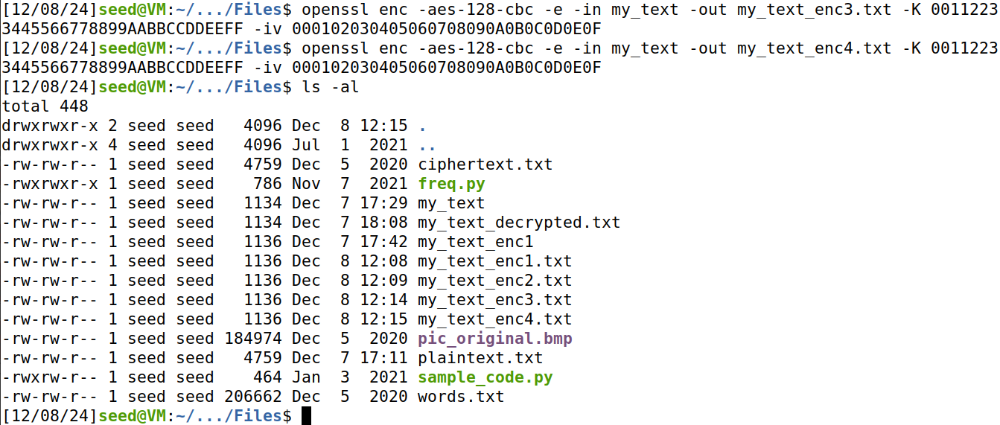 [12/08/24]seed@VM:~/.../Files$ openssl enc -aes-128-cbc -e -in my_text -out my_text_enc3.txt -K 0011223
3445566778899AABBCCDDEEFF -iv 000102030405060708090A0B0C0D0E0F
[12/08/24]seed@VM:~/.../Files$ openssl enc -aes-128-cbc -e -in my_text -out my_text_enc4.txt -K 0011223
3445566778899AABBCCDDEEFF -iv 000102030405060708090A0B0C0D0E0F
[12/08/24]seed@VM:~/.../Files$ ls -al
total 448
drwxrwxr-x 2 seed seed   4096 Dec  8 12:15 .
drwxrwxr-x 4 seed seed   4096 Jul  1  2021 ..
-rw-rw-r-- 1 seed seed   4759 Dec  5  2020 ciphertext.txt
-rwxrwxr-x 1 seed seed    786 Nov  7  2021 freq.py
-rw-rw-r-- 1 seed seed   1134 Dec  7 17:29 my_text
-rw-rw-r-- 1 seed seed   1134 Dec  7 18:08 my_text_decrypted.txt
-rw-rw-r-- 1 seed seed   1136 Dec  7 17:42 my_text_enc1
-rw-rw-r-- 1 seed seed   1136 Dec  8 12:08 my_text_enc1.txt
-rw-rw-r-- 1 seed seed   1136 Dec  8 12:09 my_text_enc2.txt
-rw-rw-r-- 1 seed seed   1136 Dec  8 12:14 my_text_enc3.txt
-rw-rw-r-- 1 seed seed   1136 Dec  8 12:15 my_text_enc4.txt
-rw-rw-r-- 1 seed seed 184974 Dec  5  2020 pic_original.bmp
-rw-rw-r-- 1 seed seed   4759 Dec  7 17:11 plaintext.txt
-rwxrw-r-- 1 seed seed    464 Jan  3  2021 sample_code.py
-rw-rw-r-- 1 seed seed 206662 Dec  5  2020 words.txt
[12/08/24]seed@VM:~/.../Files$